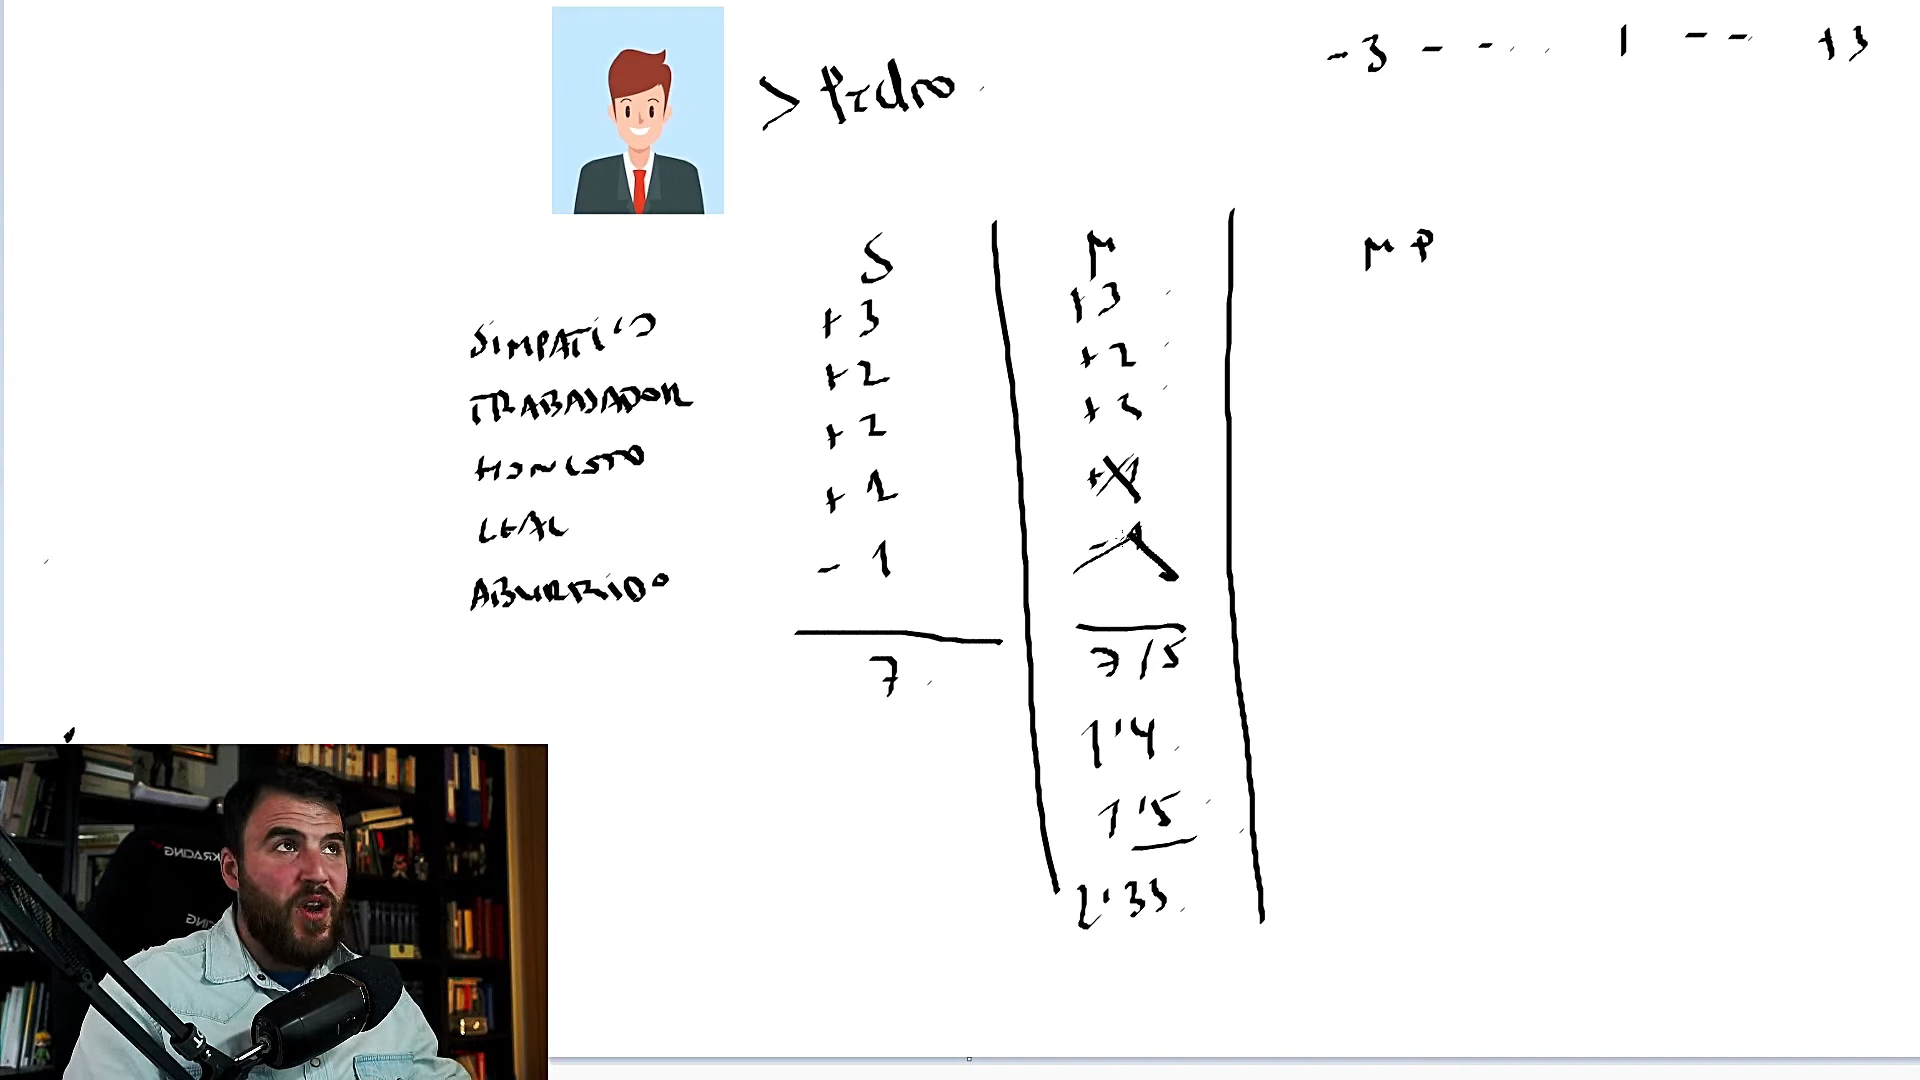 - 3 - - . . 1 - - +3
> Pedro
S M M P
SIMPATICO +3 +3
TRABAJADOR +2 +2
HONESTO +2 +3
LEAL +1
ABURRIDO - 1
7 7/5
1'4
1'5
2'33